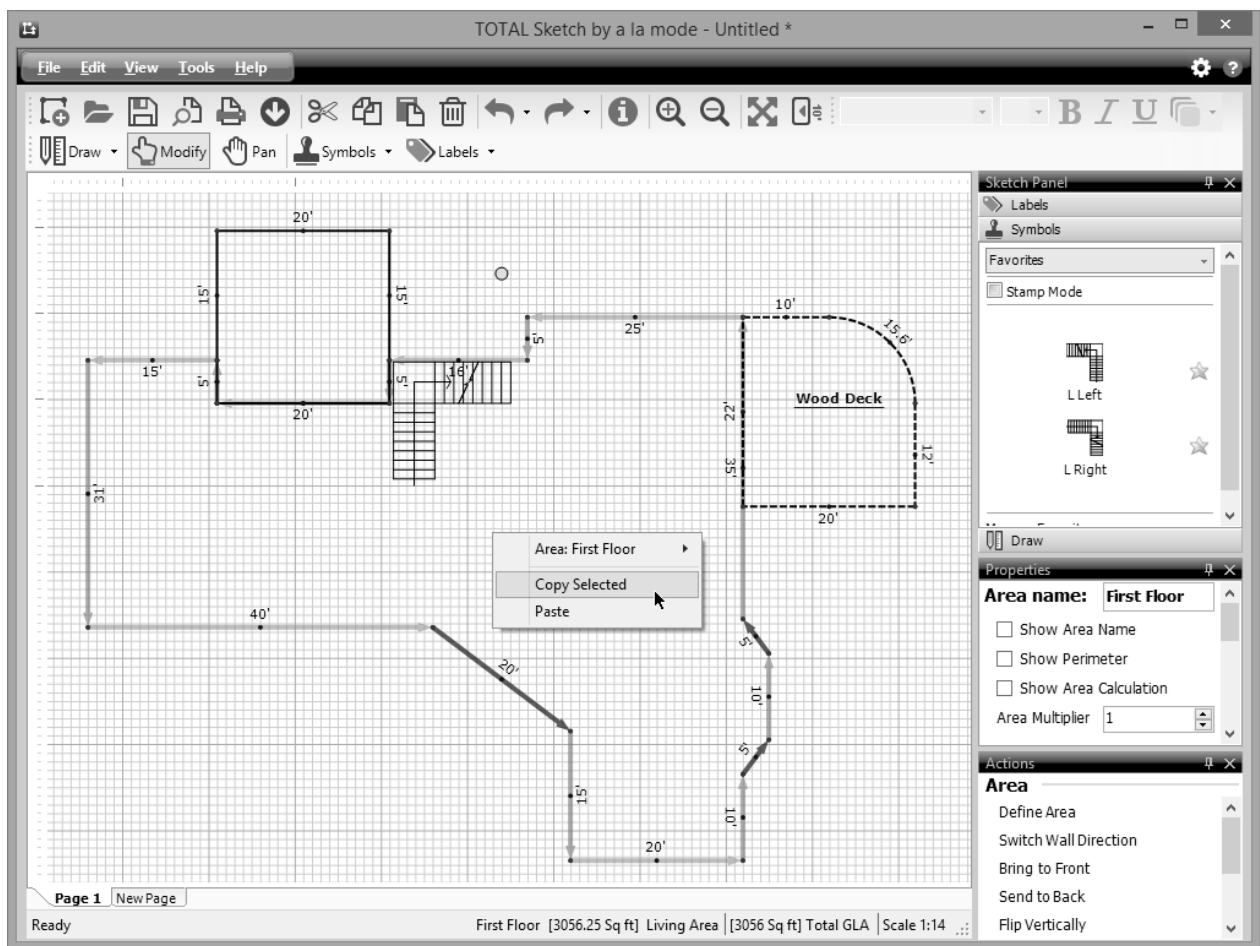 TOTAL Sketch by a la mode - Untitled *
File Edit View Tools Help
B I U
Draw Modify Pan Symbols Labels
Sketch Panel
Labels
Symbols
Favorites
Stamp Mode
L Left
L Right
Draw
Properties
Area name: First Floor
Show Area Name
Show Perimeter
Show Area Calculation
Area Multiplier 1
Actions
Area
Define Area
Switch Wall Direction
Bring to Front
Send to Back
Flip Vertically
20'
15'
15'
10'
15.6'
25'
5'
15'
5'
5'
16'
20'
Wood Deck
22'
35'
12'
20'
31'
Area: First Floor
Copy Selected
Paste
40'
20'
5'
10'
5'
15'
10'
20'
Page 1 New Page
Ready First Floor [3056.25 Sq ft] Living Area [3056 Sq ft] Total GLA Scale 1:14